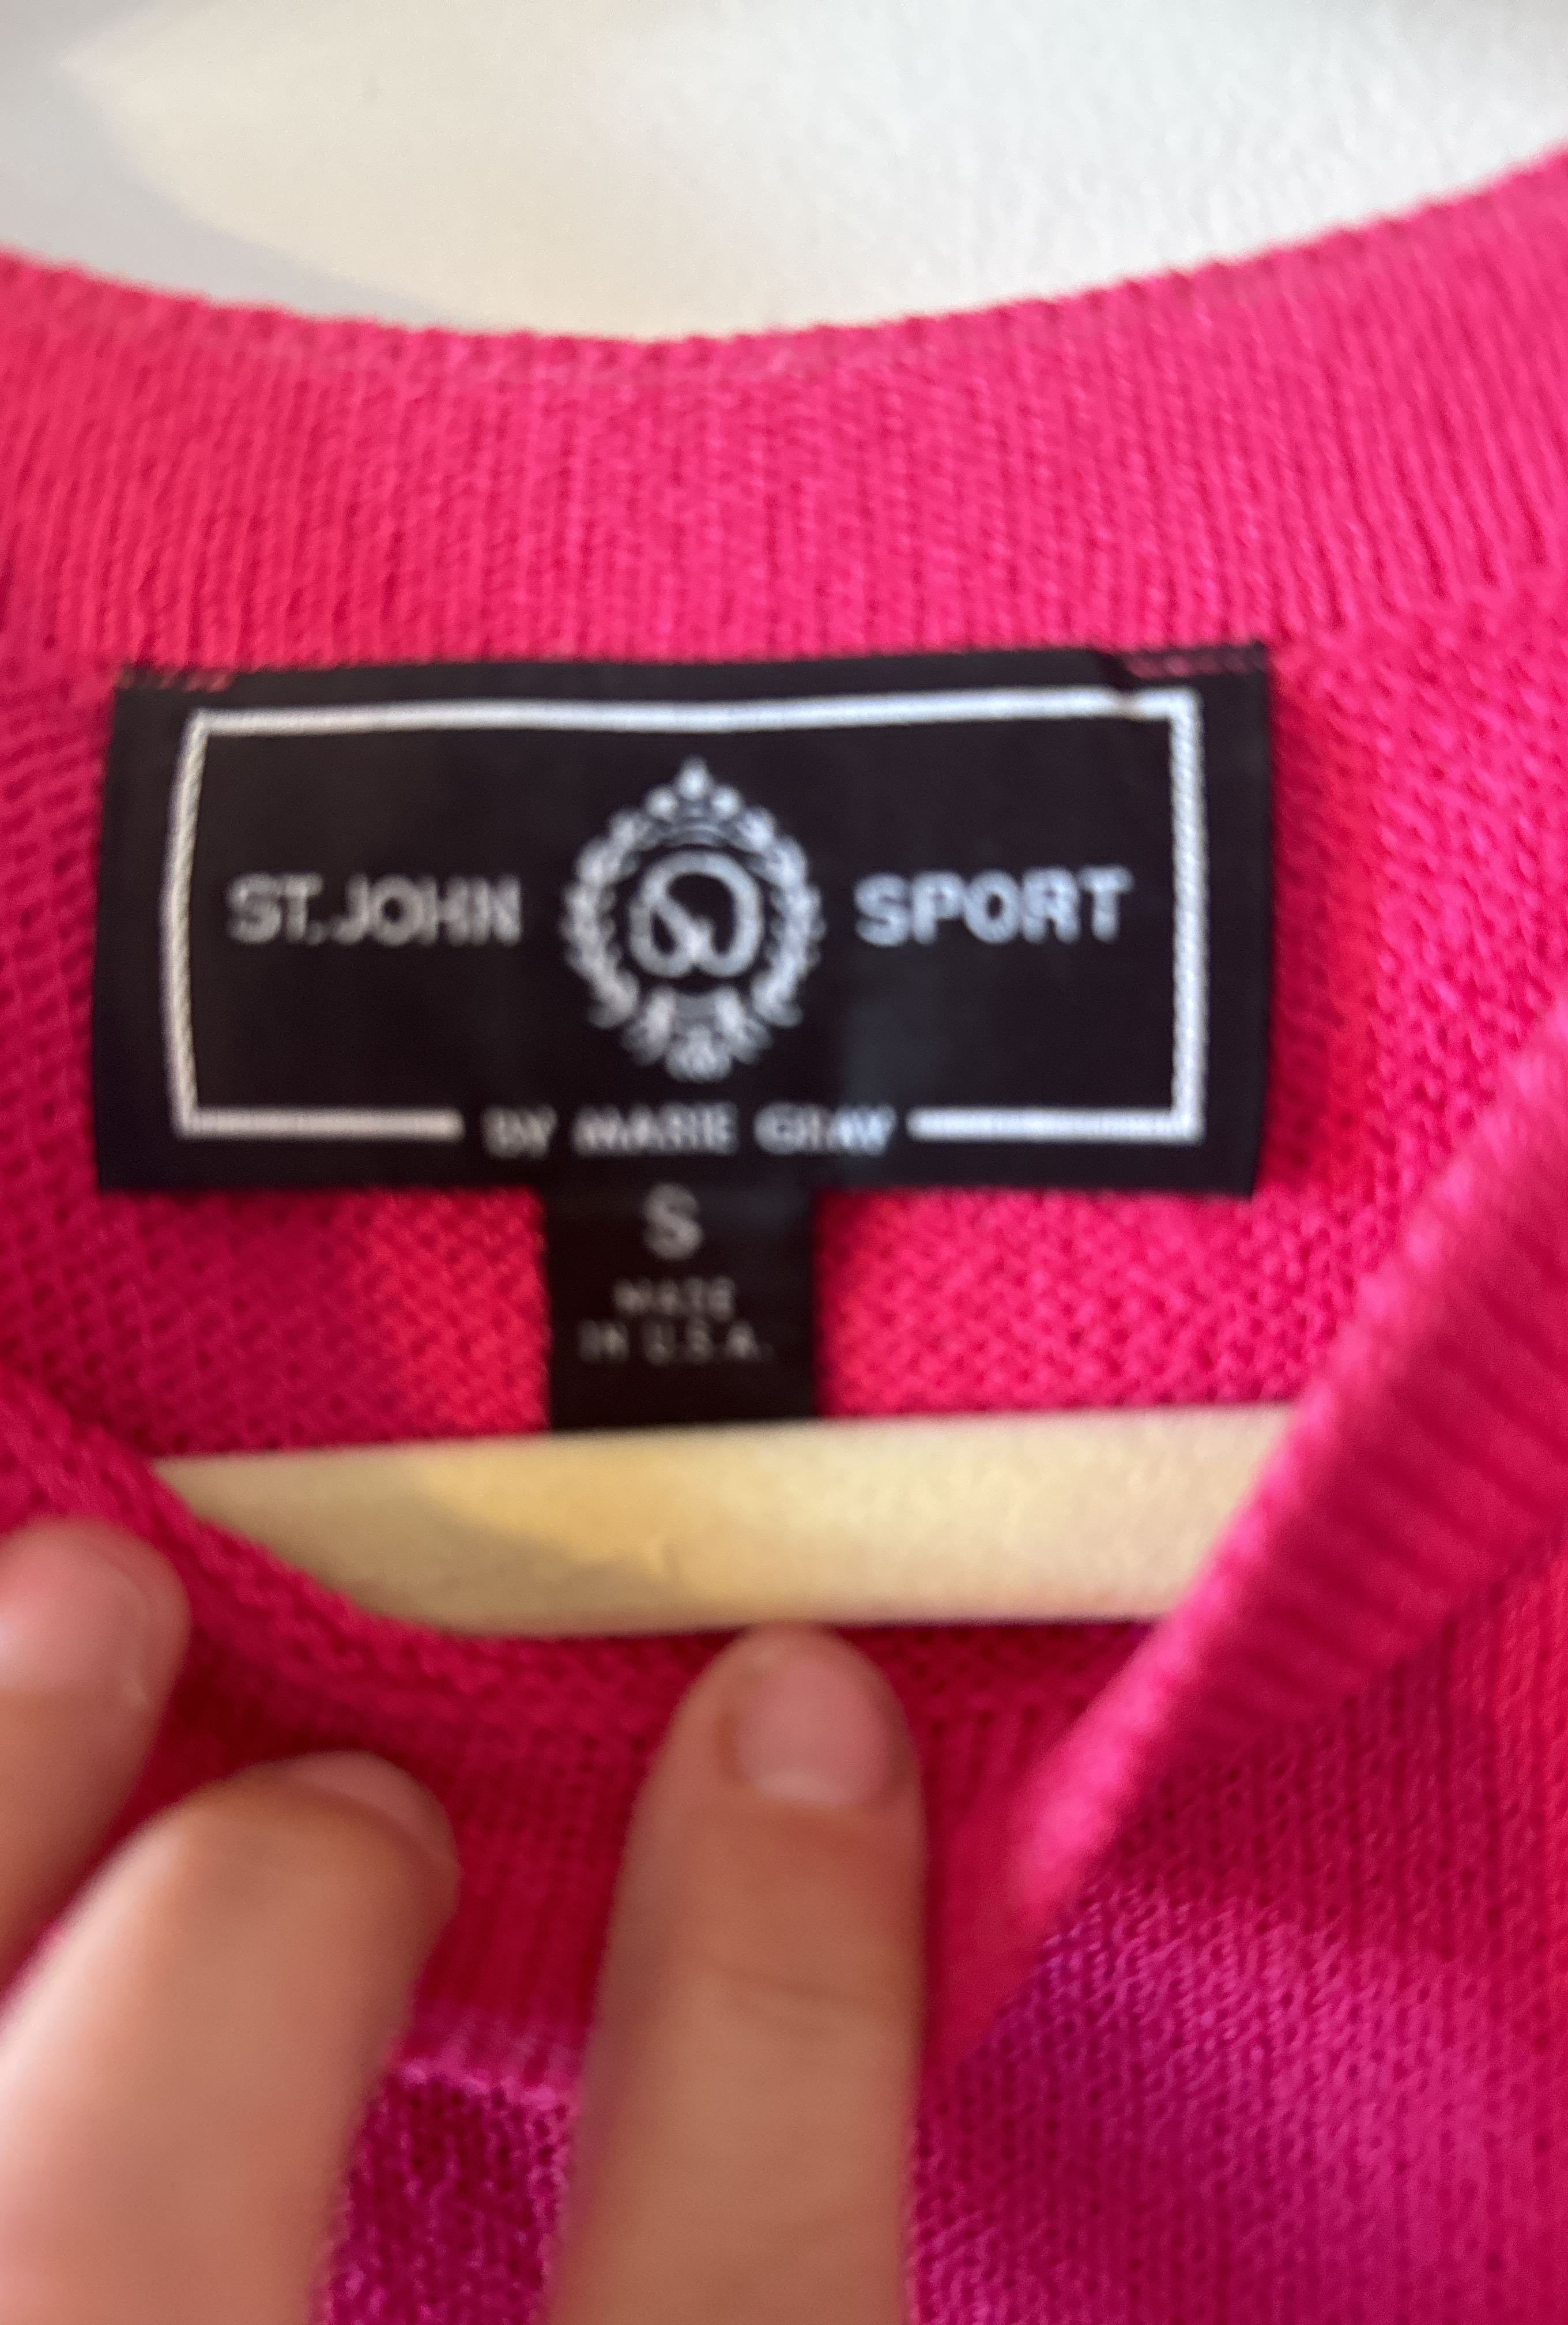 ST. JOHN SPORT
BY MARIE GRAY
S
MADE
IN U.S.A.